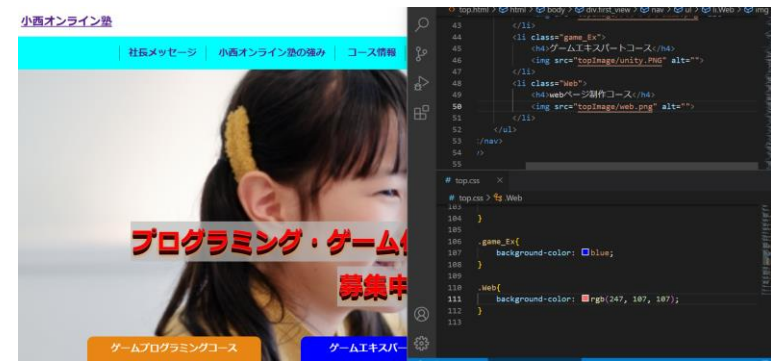 小西オンライン塾
社長メッセージ
小西オンライン塾の強み
コース情報
プログラミング・ゲーム
募集中
ゲームプログラミングコース
ゲームエキスパー
top.html > html > body > div.first_view > nav > ul > li.Web > img
43 </li>
44 <li class="game_Ex">
45 <h4>ゲームエキスパートコース</h4>
46 <img src="topImage/unity.PNG" alt="">
47 </li>
48 <li class="Web">
49 <h4>webページ制作コース</h4>
50 <img src="topImage/web.png" alt="">
51 </li>
52 </ul>
53 </nav>
54
55
# top.css ×
# top.css > .Web
103
104 }
105
106 .game_Ex{
107 background-color: blue;
108 }
109
110 .Web{
111 background-color: rgb(247, 107, 107);
112 }
113